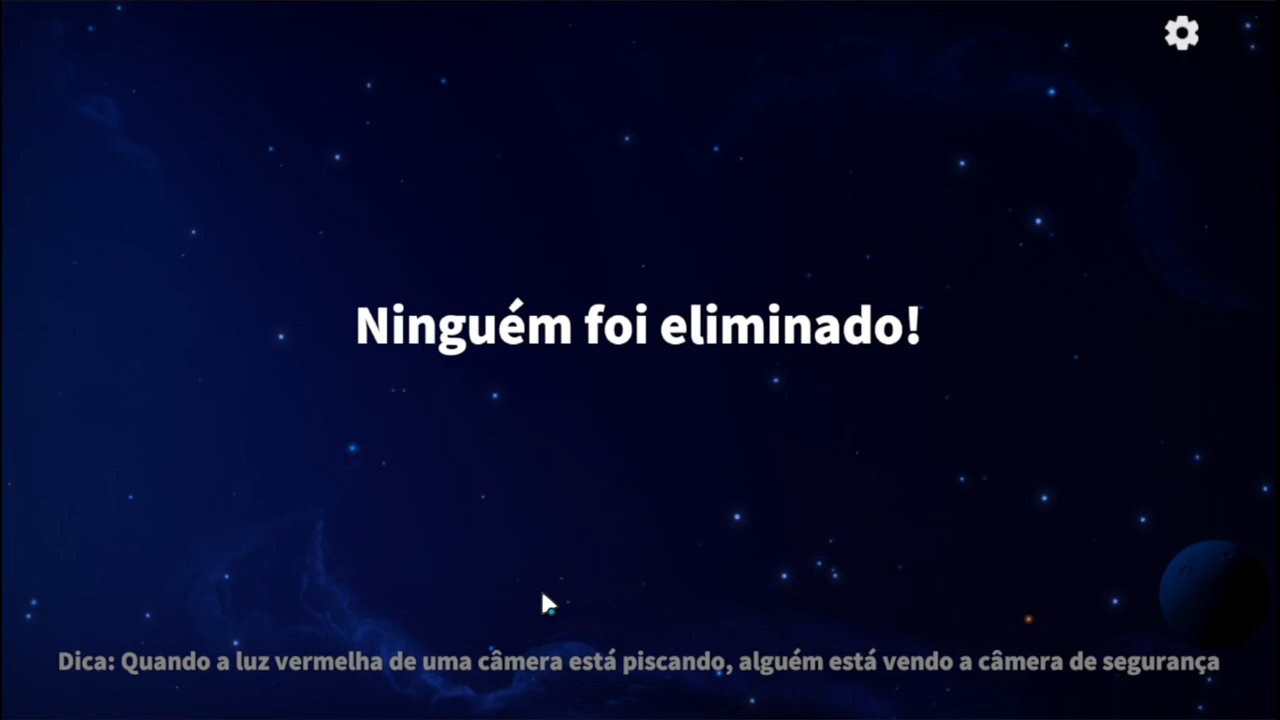 Ninguém foi eliminado!
Dica: Quando a luz vermelha de uma câmera está piscando, alguém está vendo a câmera de segurança